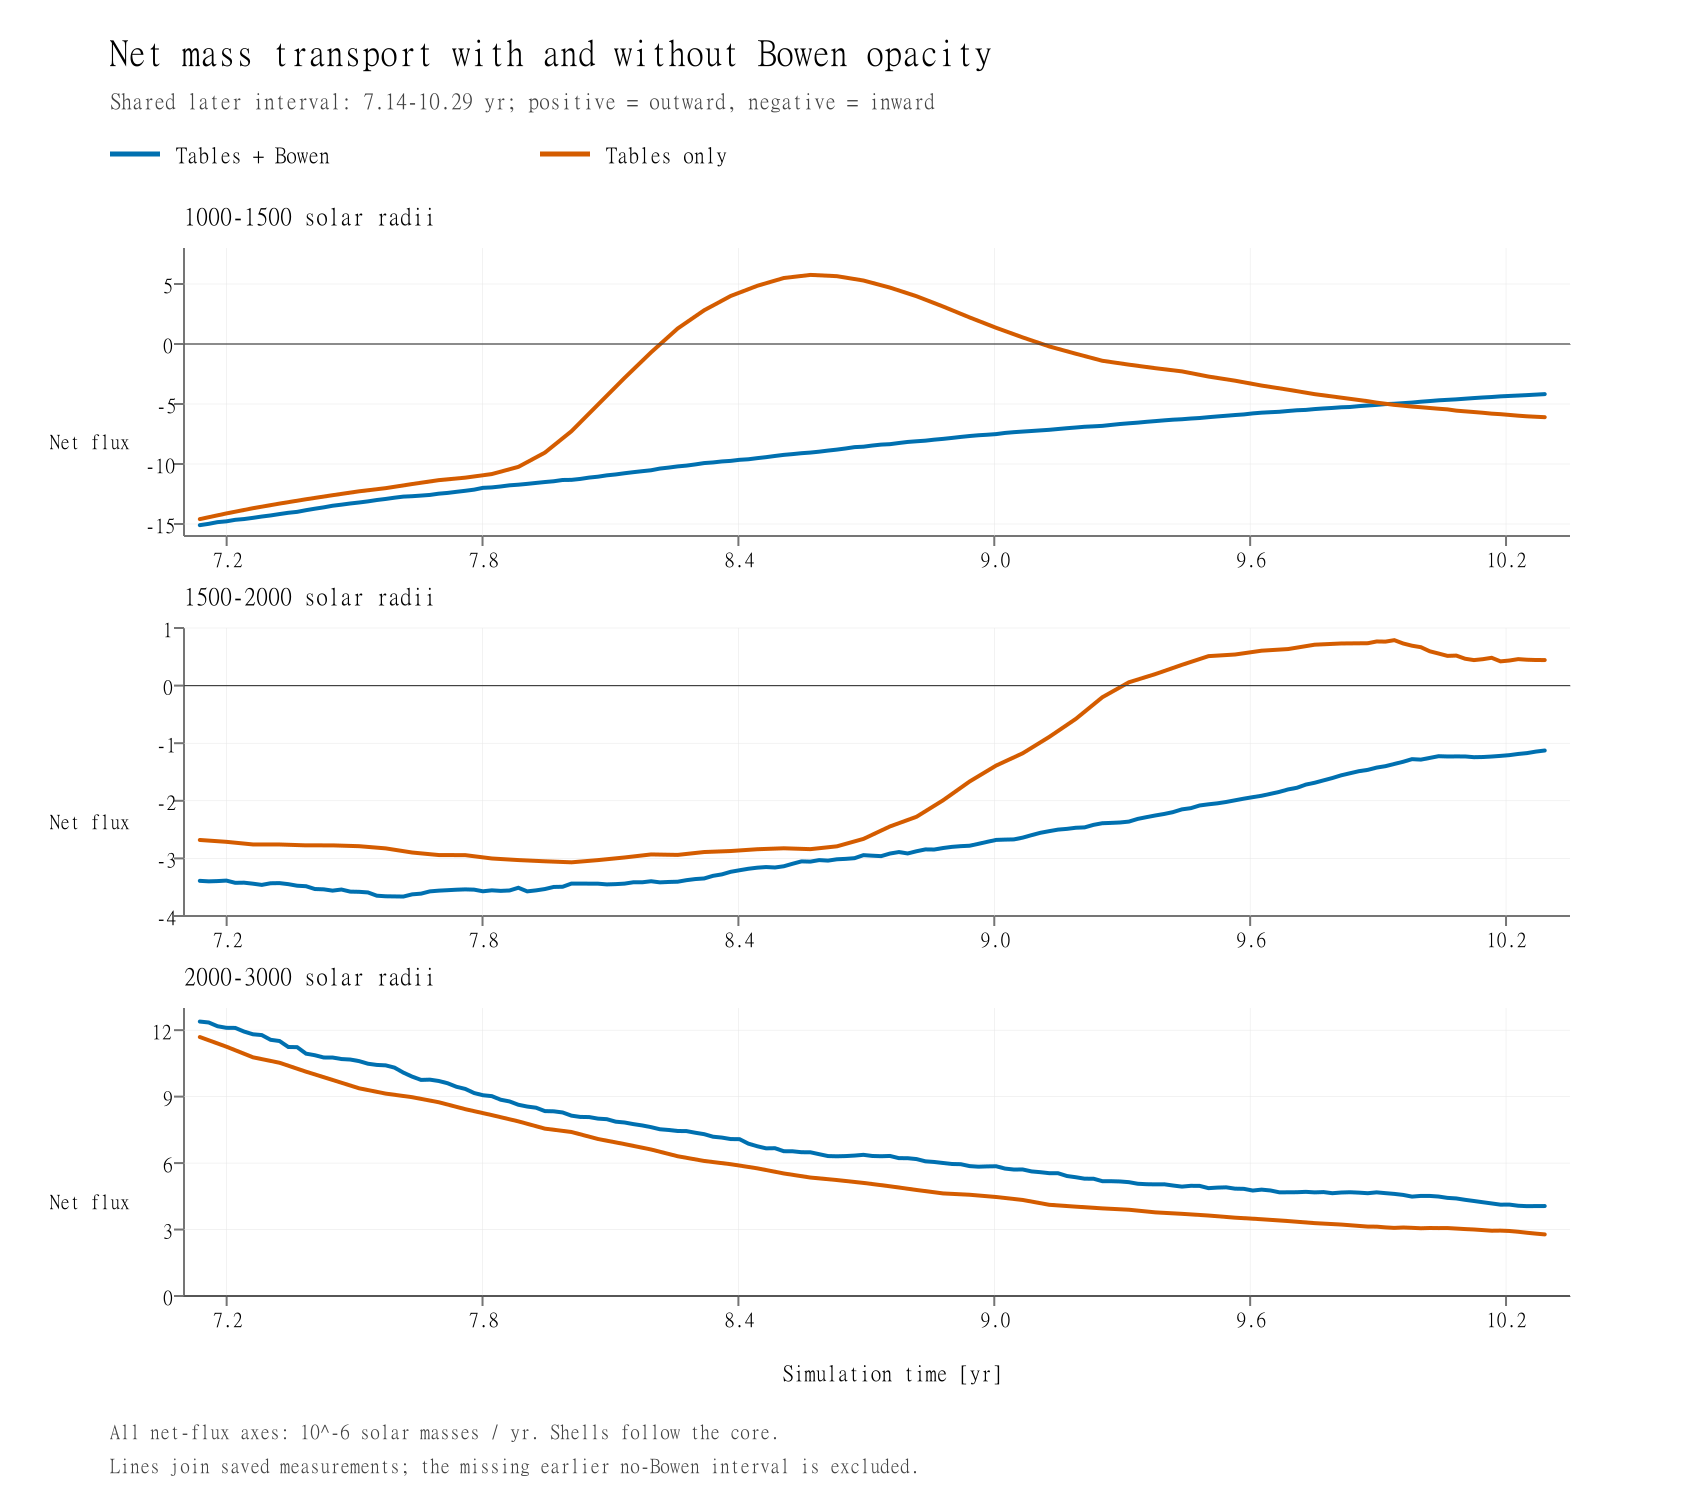 Net mass transport with and without Bowen opacity
Shared later interval: 7.14-10.29 yr; positive = outward, negative = inward
Tables + Bowen
Tables only
1000-1500 solar radii
5
0
-5
-10
-15
Net flux
7.2 7.8 8.4 9.0 9.6 10.2
1500-2000 solar radii
1
0
-1
-2
-3
-4
Net flux
7.2 7.8 8.4 9.0 9.6 10.2
2000-3000 solar radii
12
9
6
3
0
Net flux
7.2 7.8 8.4 9.0 9.6 10.2
Simulation time [yr]
All net-flux axes: 10^-6 solar masses / yr. Shells follow the core.
Lines join saved measurements; the missing earlier no-Bowen interval is excluded.